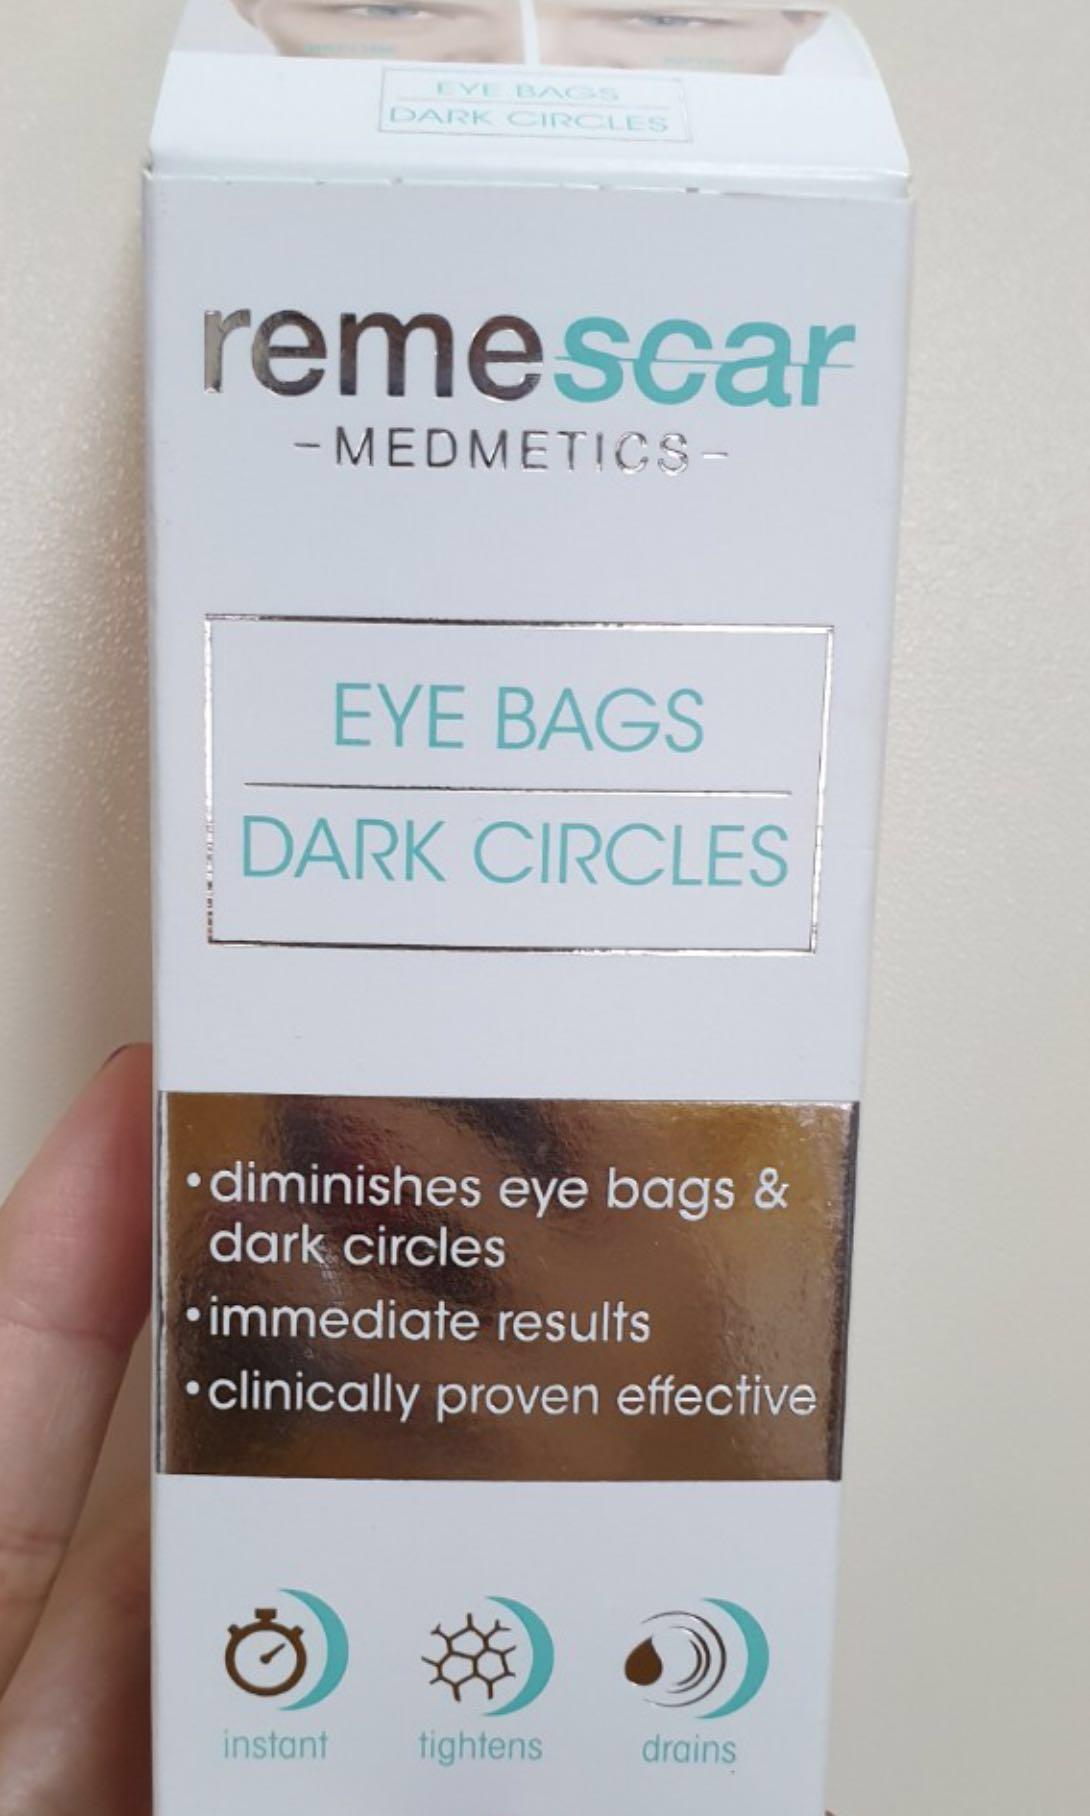 EYE BAGS
DARK CIRCLES
remescar
-MEDMETICS-
EYE BAGS
DARK CIRCLES
•diminishes eye bags &
dark circles
•immediate results
•clinically proven effective
instant tightens drains